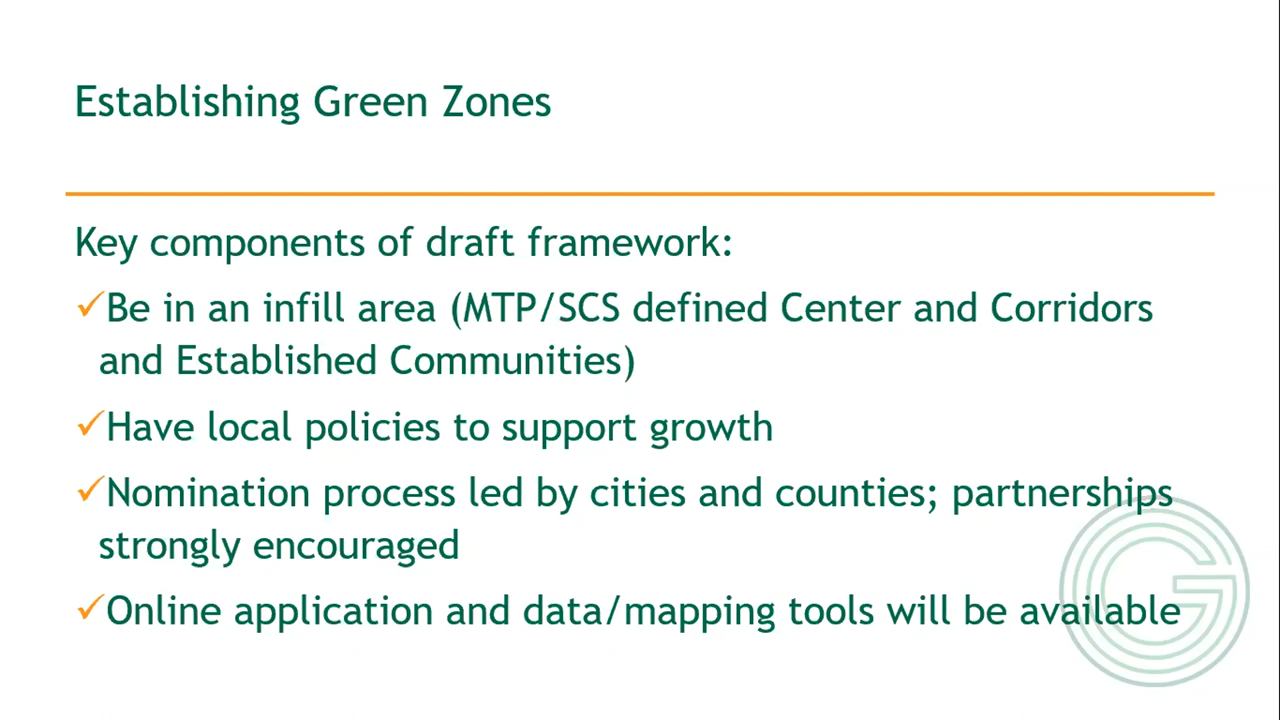 Establishing Green Zones
Key components of draft framework:
✓Be in an infill area (MTP/SCS defined Center and Corridors
and Established Communities)
✓Have local policies to support growth
✓Nomination process led by cities and counties; partnerships
strongly encouraged
✓Online application and data/mapping tools will be available
G